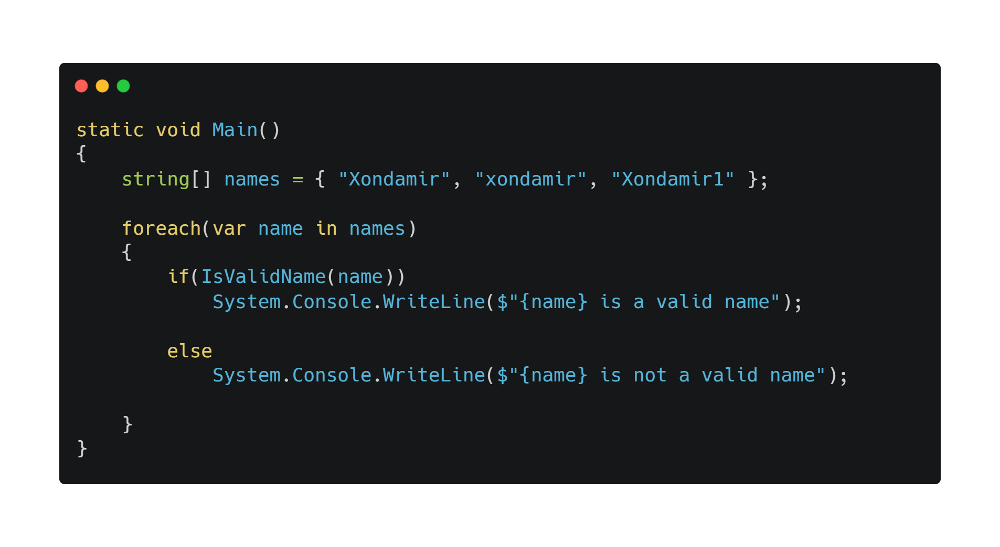 static void Main()
{
    string[] names = { "Xondamir", "xondamir", "Xondamir1" };

    foreach(var name in names)
    {
        if(IsValidName(name))
            System.Console.WriteLine($"{name} is a valid name");

        else
            System.Console.WriteLine($"{name} is not a valid name");

    }
}